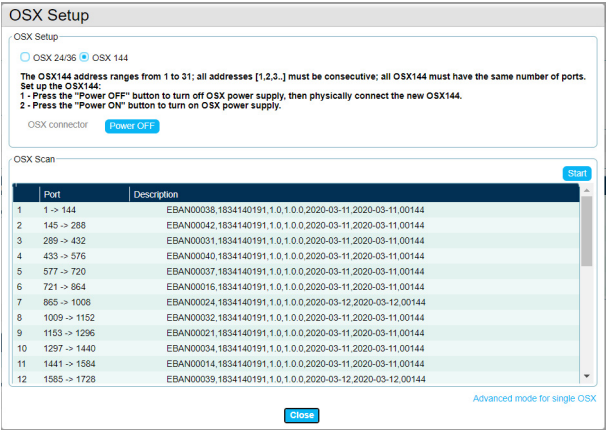 OSX Setup
OSX Setup
OSX 24/36 OSX 144
The OSX144 address ranges from 1 to 31; all addresses [1,2,3..] must be consecutive; all OSX144 must have the same number of ports.
Set up the OSX144:
1 - Press the "Power OFF" button to turn off OSX power supply, then physically connect the new OSX144.
2 - Press the "Power ON" button to turn on OSX power supply.
OSX connector Power OFF
OSX Scan
Start
Port Description
1 1 -> 144 EBAN00038,1834140191,1.0,1.0.0,2020-03-11,2020-03-11,00144
2 145 -> 288 EBAN00042,1834140191,1.0,1.0.0,2020-03-11,2020-03-11,00144
3 289 -> 432 EBAN00031,1834140191,1.0,1.0.0,2020-03-11,2020-03-11,00144
4 433 -> 576 EBAN00040,1834140191,1.0,1.0.0,2020-03-11,2020-03-11,00144
5 577 -> 720 EBAN00037,1834140191,1.0,1.0.0,2020-03-11,2020-03-11,00144
6 721 -> 864 EBAN00016,1834140191,1.0,1.0.0,2020-03-11,2020-03-11,00144
7 865 -> 1008 EBAN00024,1834140191,1.0,1.0.0,2020-03-12,2020-03-12,00144
8 1009 -> 1152 EBAN00032,1834140191,1.0,1.0.0,2020-03-11,2020-03-11,00144
9 1153 -> 1296 EBAN00021,1834140191,1.0,1.0.0,2020-03-11,2020-03-11,00144
10 1297 -> 1440 EBAN00034,1834140191,1.0,1.0.0,2020-03-11,2020-03-11,00144
11 1441 -> 1584 EBAN00014,1834140191,1.0,1.0.0,2020-03-11,2020-03-11,00144
12 1585 -> 1728 EBAN00039,1834140191,1.0,1.0.0,2020-03-12,2020-03-12,00144
Advanced mode for single OSX
Close